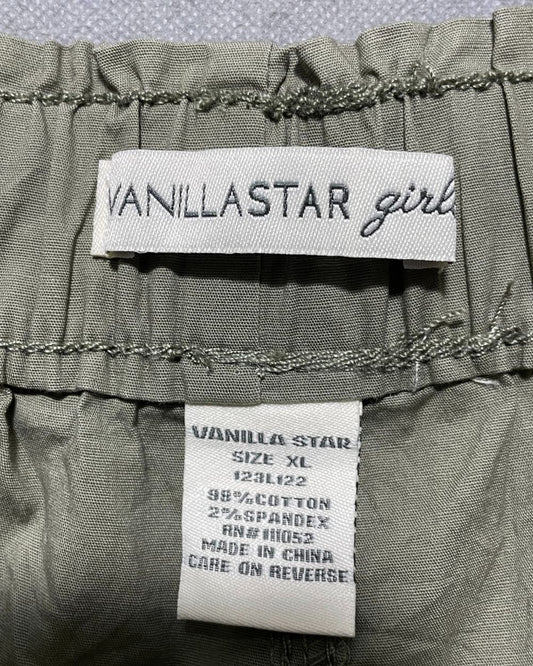 VANILLASTAR girl
VANILLA STAR
SIZE XL
123L122
98%COTTON
2%SPANDEX
RN#111052
MADE IN CHINA
CARE ON REVERSE